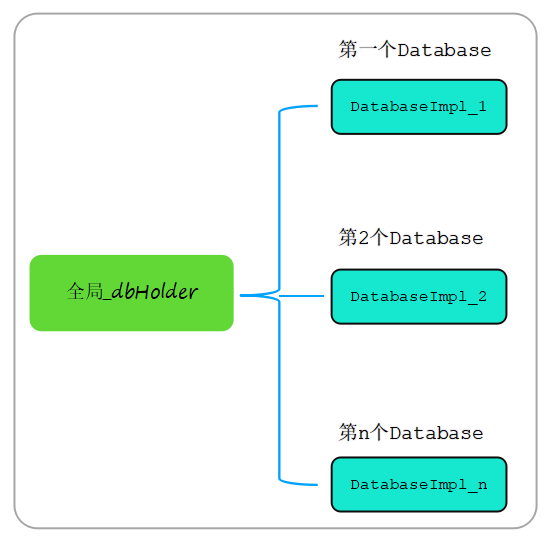 第一个Database
DatabaseImpl_1
第2个Database
全局_dbHolder
DatabaseImpl_2
第n个Database
DatabaseImpl_n